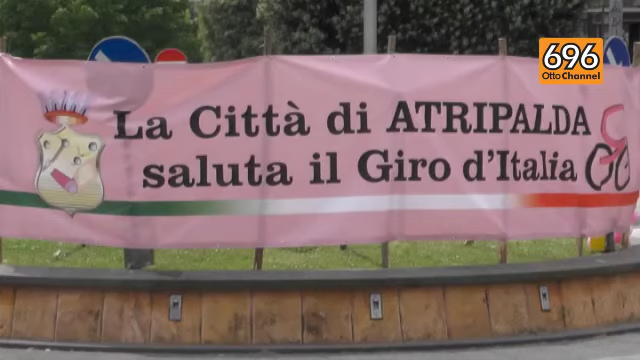 696
Otto Channel
La Città di ATRIPALDA
saluta il Giro d'Italia